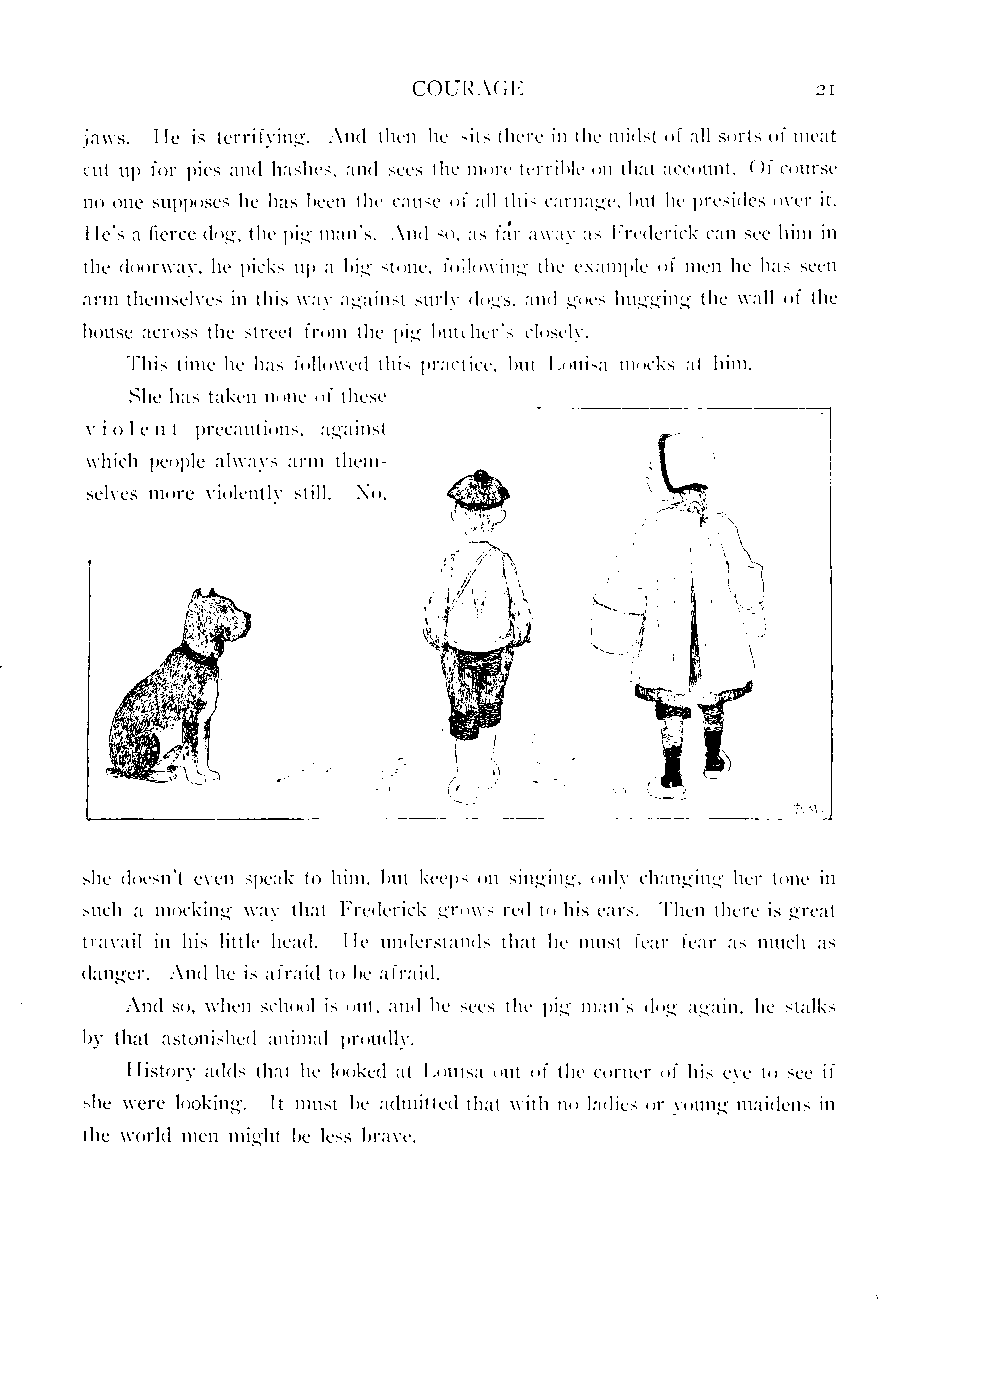 COURAGE 21
jaws. He is terrifying. And then he sits there in the midst of all sorts of meat
cut up for pies and hashes, and sees the more terrible on that account. Of course
no one supposes he has been the cause of all this carnage, but he presides over it.
He's a fierce dog, the pig man's. And so, as far away as Frederick can see him in
the doorway, he picks up a big stone, following the example of men he has seen
arm themselves in this way against surly dogs, and goes hugging the wall of the
house across the street from the pig butcher's closely.
This time he has followed this practice, but Louisa mocks at him.
She has taken none of these
violent precautions, against
which people always arm them-
selves more violently still. No,
she doesn't even speak to him, but keeps on singing, only changing her tone in
such a mocking way that Frederick grows red to his ears. Then there is great
travail in his little head. He understands that he must fear fear as much as
danger. And he is afraid to be afraid.
And so, when school is out, and he sees the pig man's dog again, he stalks
by that astonished animal proudly.
History adds that he looked at Louisa out of the corner of his eye to see if
she were looking. It must be admitted that with no ladies or young maidens in
the world men might be less brave.